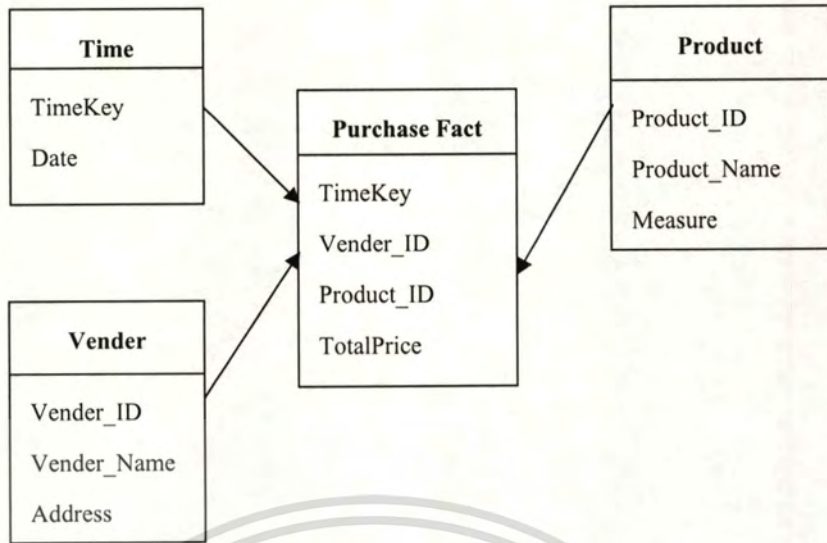 Time
TimeKey
Date
Purchase Fact
TimeKey
Vender_ID
Product_ID
TotalPrice
Product
Product_ID
Product_Name
Measure
Vender
Vender_ID
Vender_Name
Address